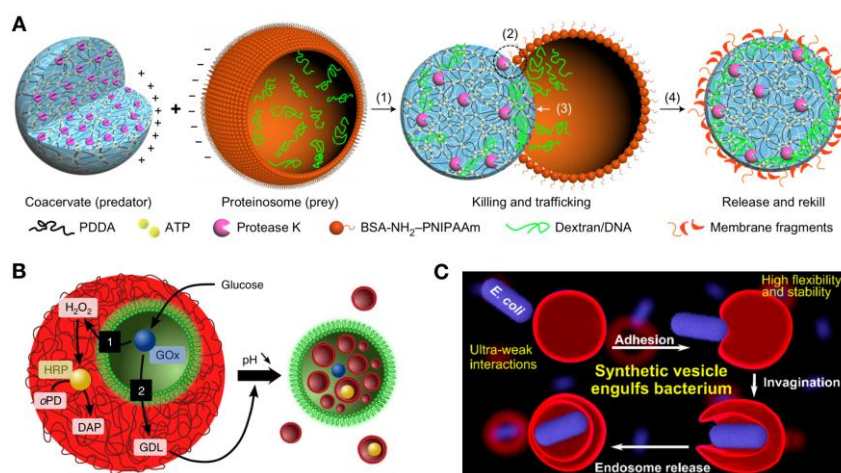 A
(1)
(2)
(3)
(4)
Coacervate (predator)
+
Proteinosome (prey)
Killing and trafficking
Release and rekill
PDDA
ATP
Protease K
BSA-NH₂–PNIPAAm
Dextran/DNA
Membrane fragments
B
Glucose
H₂O₂
1
GOx
HRP
2
oPD
DAP
GDL
pH
C
E. coli
High flexibility
and stability
Adhesion
Ultra-weak
interactions
Synthetic vesicle
engulfs bacterium
Invagination
Endosome release